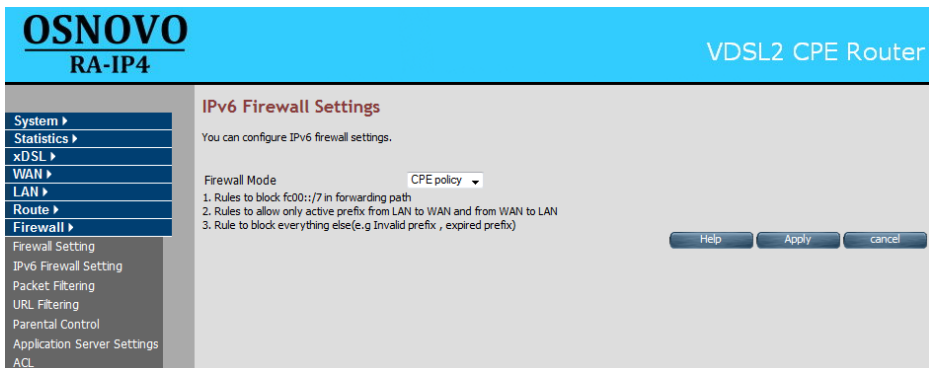 OSNOVO
RA-IP4
VDSL2 CPE Router
System
Statistics
xDSL
WAN
LAN
Route
Firewall
Firewall Setting
IPv6 Firewall Setting
Packet Filtering
URL Filtering
Parental Control
Application Server Settings
ACL
IPv6 Firewall Settings
You can configure IPv6 firewall settings.
Firewall Mode CPE policy
1. Rules to block fc00::/7 in forwarding path
2. Rules to allow only active prefix from LAN to WAN and from WAN to LAN
3. Rule to block everything else(e.g Invalid prefix , expired prefix)
Help Apply cancel